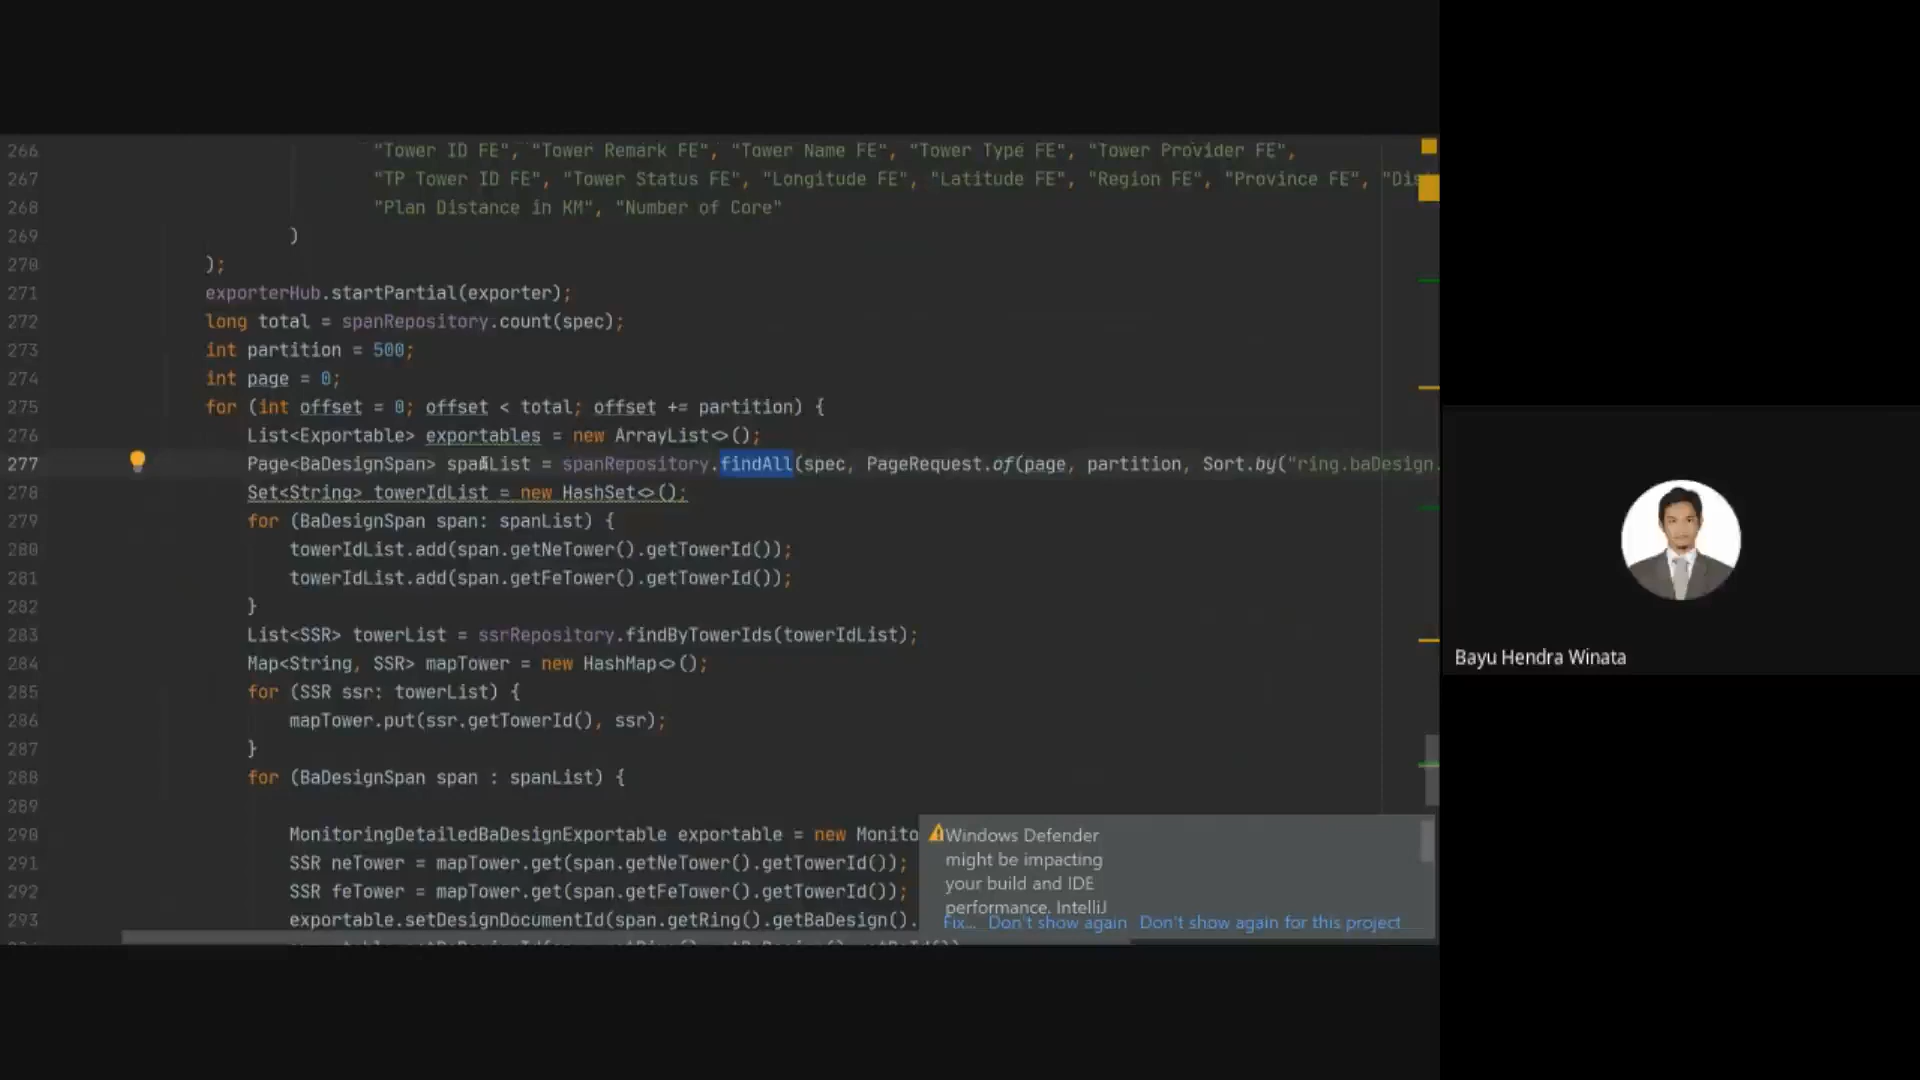 266 "Tower ID FE", "Tower Remark FE", "Tower Name FE", "Tower Type FE", "Tower Provider FE",
267 "TP Tower ID FE", "Tower Status FE", "Longitude FE", "Latitude FE", "Region FE", "Province FE", "Dis
268 "Plan Distance in KM", "Number of Core"
269 )
270 );
271 exporterHub.startPartial(exporter);
272 long total = spanRepository.count(spec);
273 int partition = 500;
274 int page = 0;
275 for (int offset = 0; offset < total; offset += partition) {
276 List<Exportable> exportables = new ArrayList<>();
277 Page<BaDesignSpan> spanList = spanRepository.findAll(spec, PageRequest.of(page, partition, Sort.by("ring.baDesign.
278 Set<String> towerIdList = new HashSet<>();
279 for (BaDesignSpan span: spanList) {
280 towerIdList.add(span.getNeTower().getTowerId());
281 towerIdList.add(span.getFeTower().getTowerId());
282 }
283 List<SSR> towerList = ssrRepository.findByTowerIds(towerIdList);
284 Map<String, SSR> mapTower = new HashMap<>();
285 for (SSR ssr: towerList) {
286 mapTower.put(ssr.getTowerId(), ssr);
287 }
288 for (BaDesignSpan span : spanList) {
289
290 MonitoringDetailedBaDesignExportable exportable = new Monito
291 SSR neTower = mapTower.get(span.getNeTower().getTowerId());
292 SSR feTower = mapTower.get(span.getFeTower().getTowerId());
293 exportable.setDesignDocumentId(span.getRing().getBaDesign().
Windows Defender
might be impacting
your build and IDE
performance. IntelliJ
Fix... Don't show again Don't show again for this project
Bayu Hendra Winata